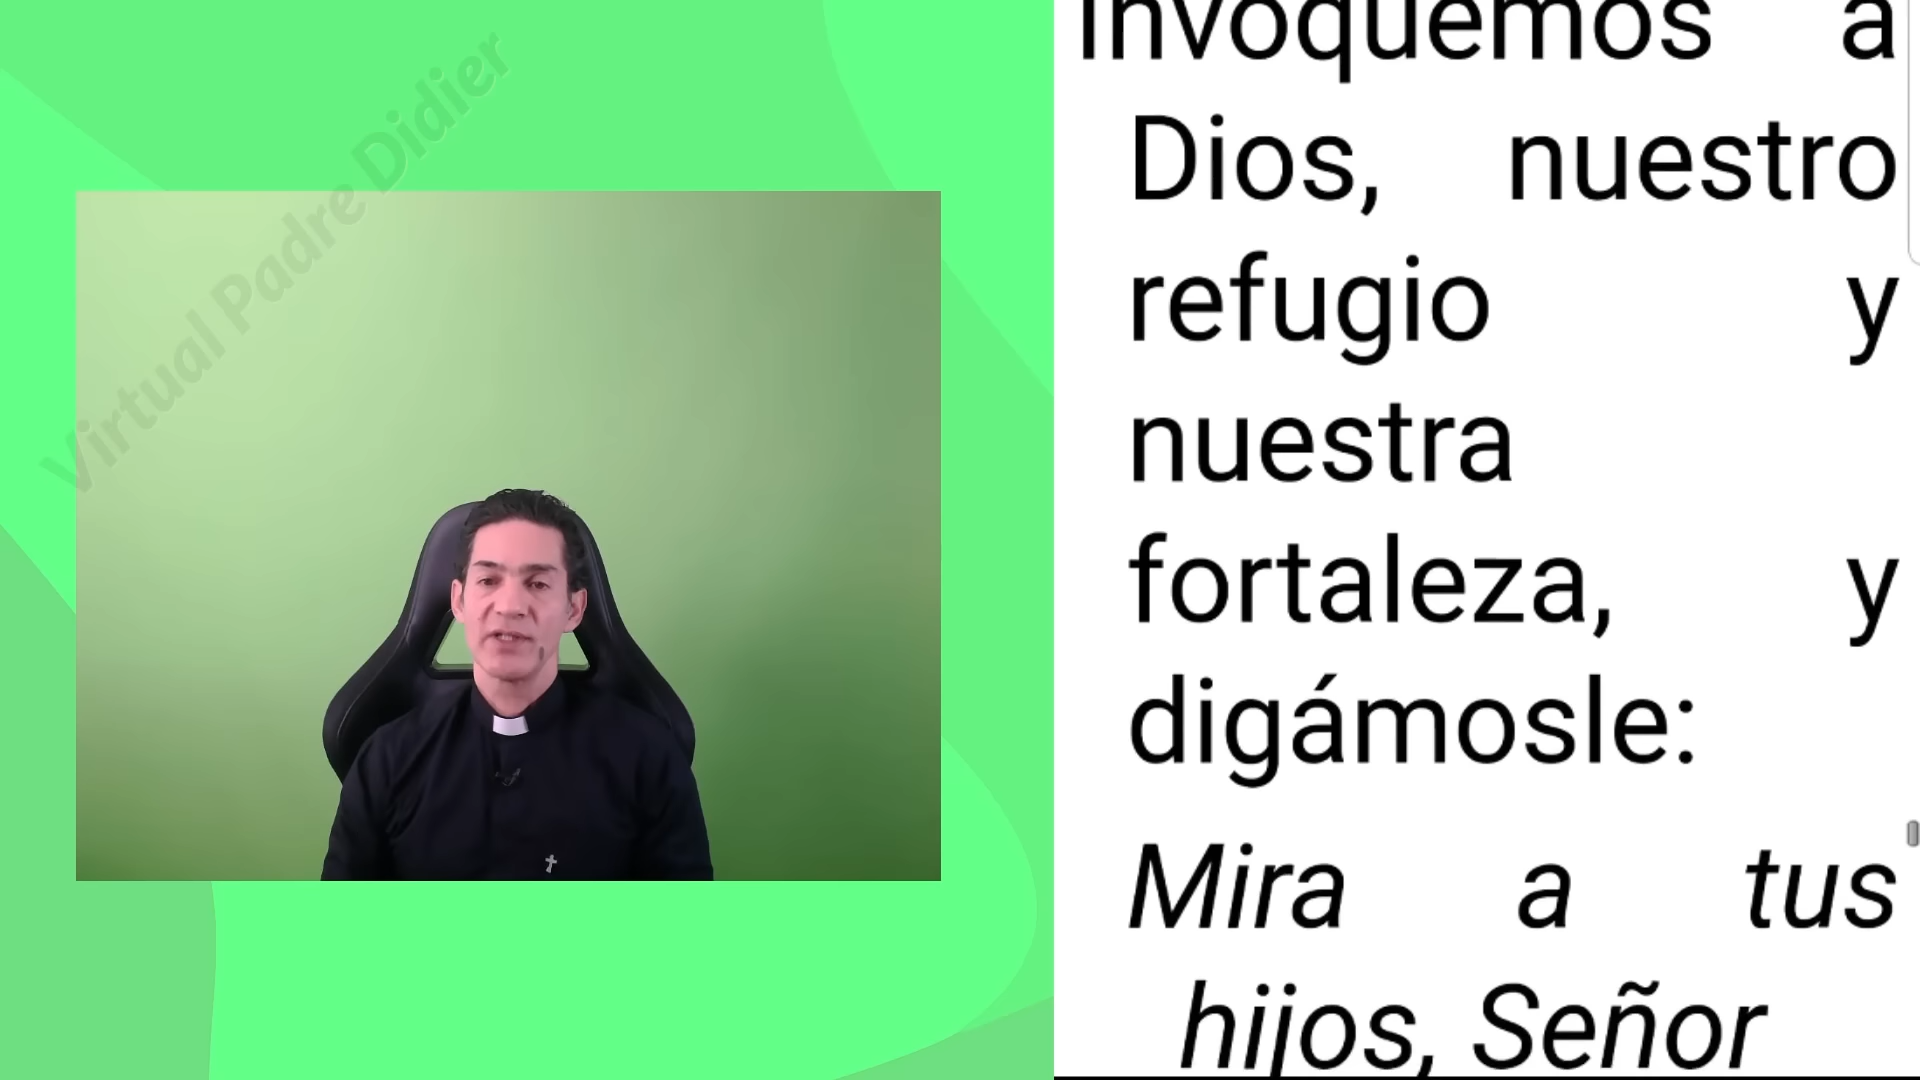 Virtual Padre Didier
Invoquemos a
Dios, nuestro
refugio y
nuestra
fortaleza, y
digámosle:
Mira a tus
hijos, Señor